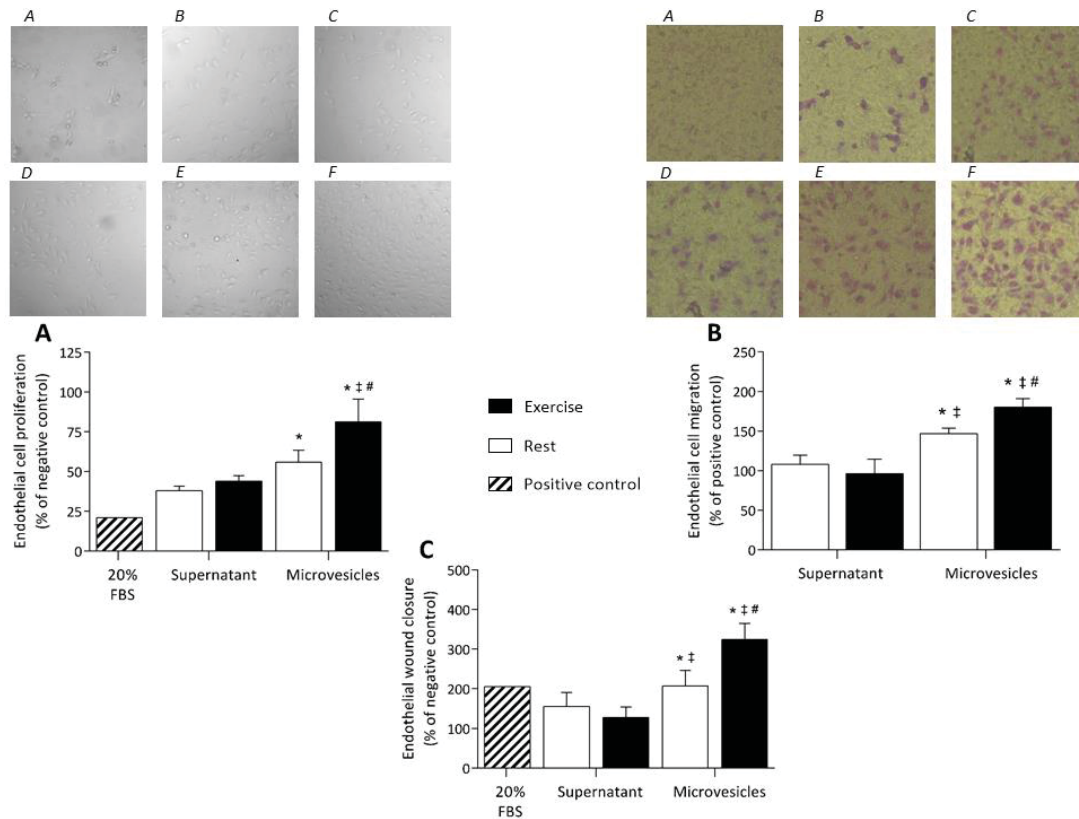 A B C
D E F
A B C
D E F
A
Endothelial cell proliferation
(% of negative control)
125
100
75
50
25
0
*
* ‡ #
20%
FBS
Supernatant
Microvesicles
Exercise
Rest
Positive control
B
Endothelial cell migration
(% of positive control)
250
200
150
100
50
0
* ‡
* ‡ #
Supernatant
Microvesicles
C
Endothelial wound closure
(% of negative control)
500
400
300
200
100
0
* ‡
* ‡ #
20%
FBS
Supernatant
Microvesicles